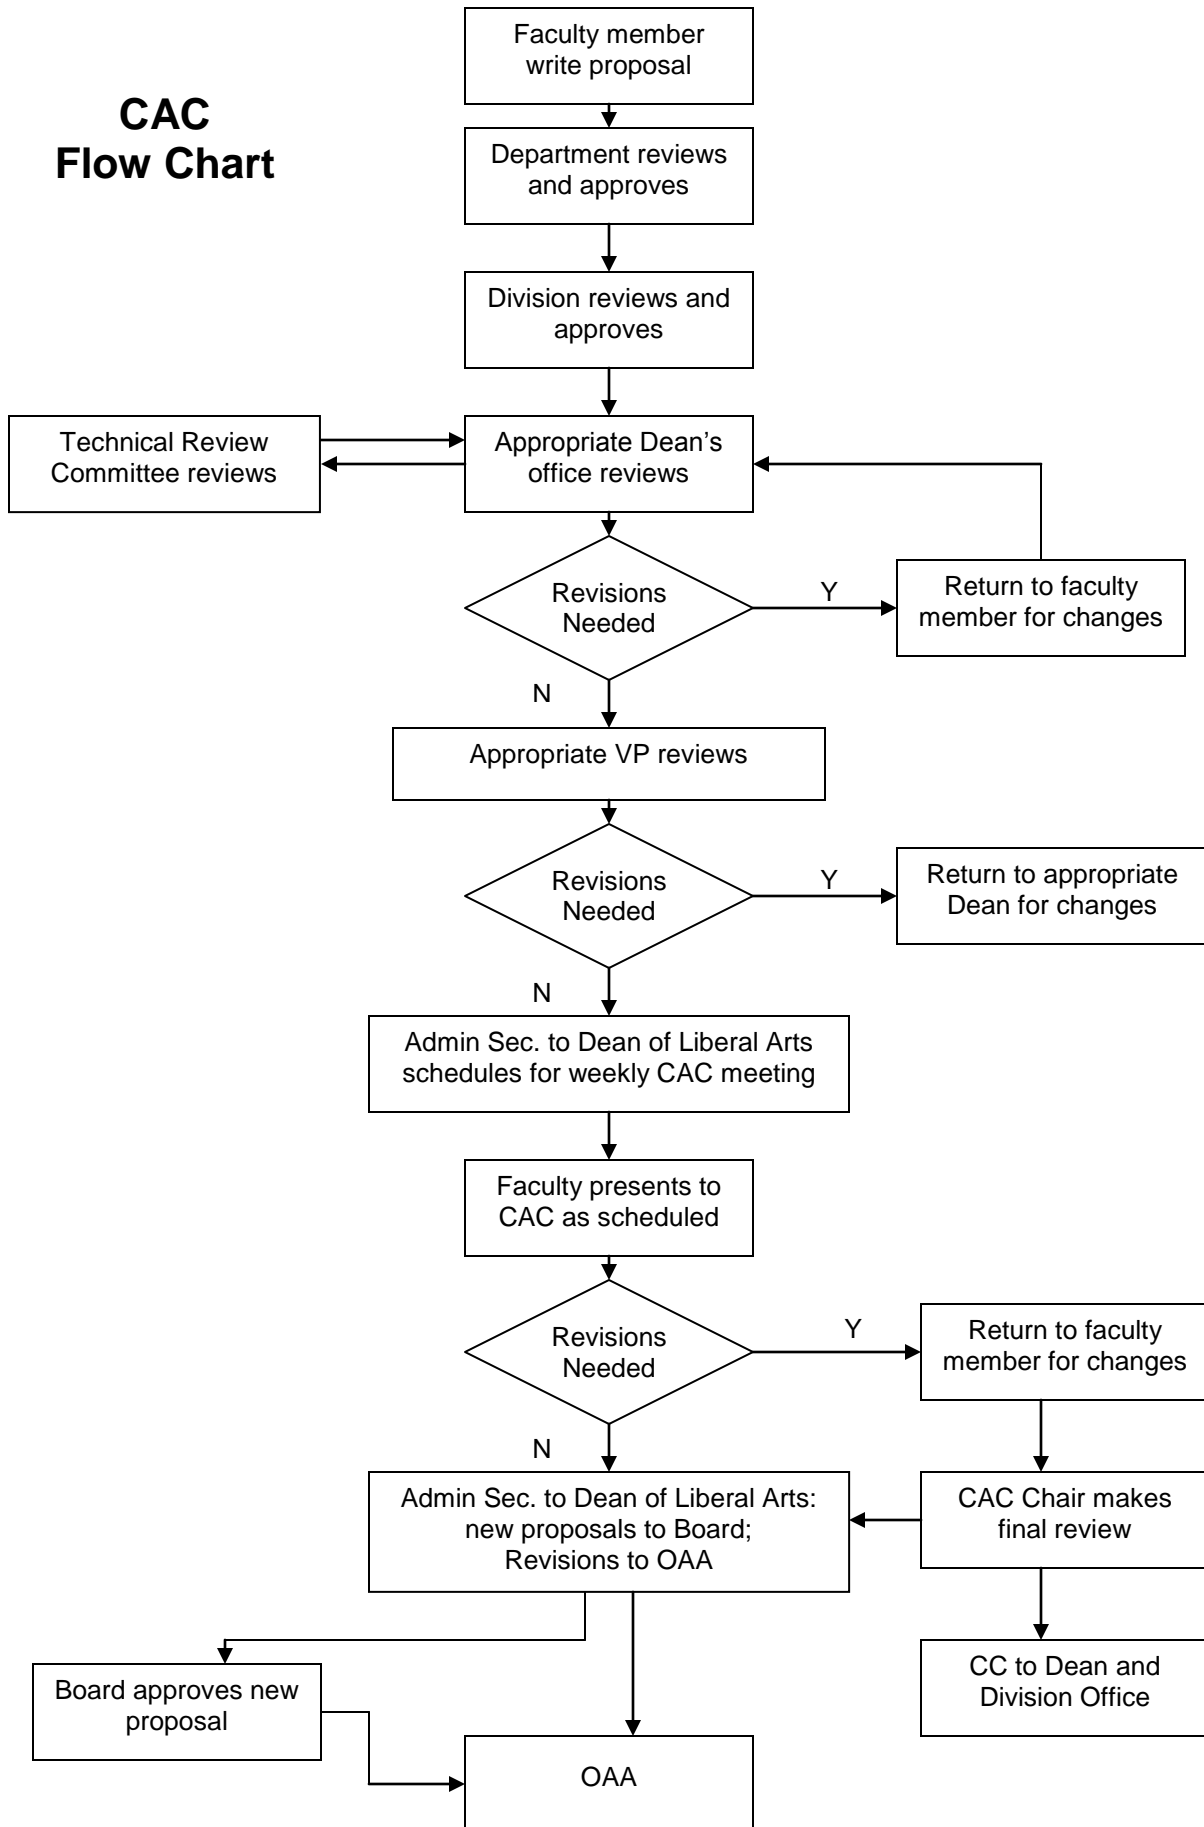 Faculty member
write proposal
CAC
Flow Chart
Department reviews
and approves
Division reviews and
approves
Technical Review
Committee reviews
Appropriate Dean’s
office reviews
Revisions
Needed
Y
Return to faculty
member for changes
N
Appropriate VP reviews
Revisions
Needed
Y
Return to appropriate
Dean for changes
N
Admin Sec. to Dean of Liberal Arts
schedules for weekly CAC meeting
Faculty presents to
CAC as scheduled
Revisions
Needed
Y
Return to faculty
member for changes
N
Admin Sec. to Dean of Liberal Arts:
new proposals to Board;
Revisions to OAA
CAC Chair makes
final review
Board approves new
proposal
CC to Dean and
Division Office
OAA